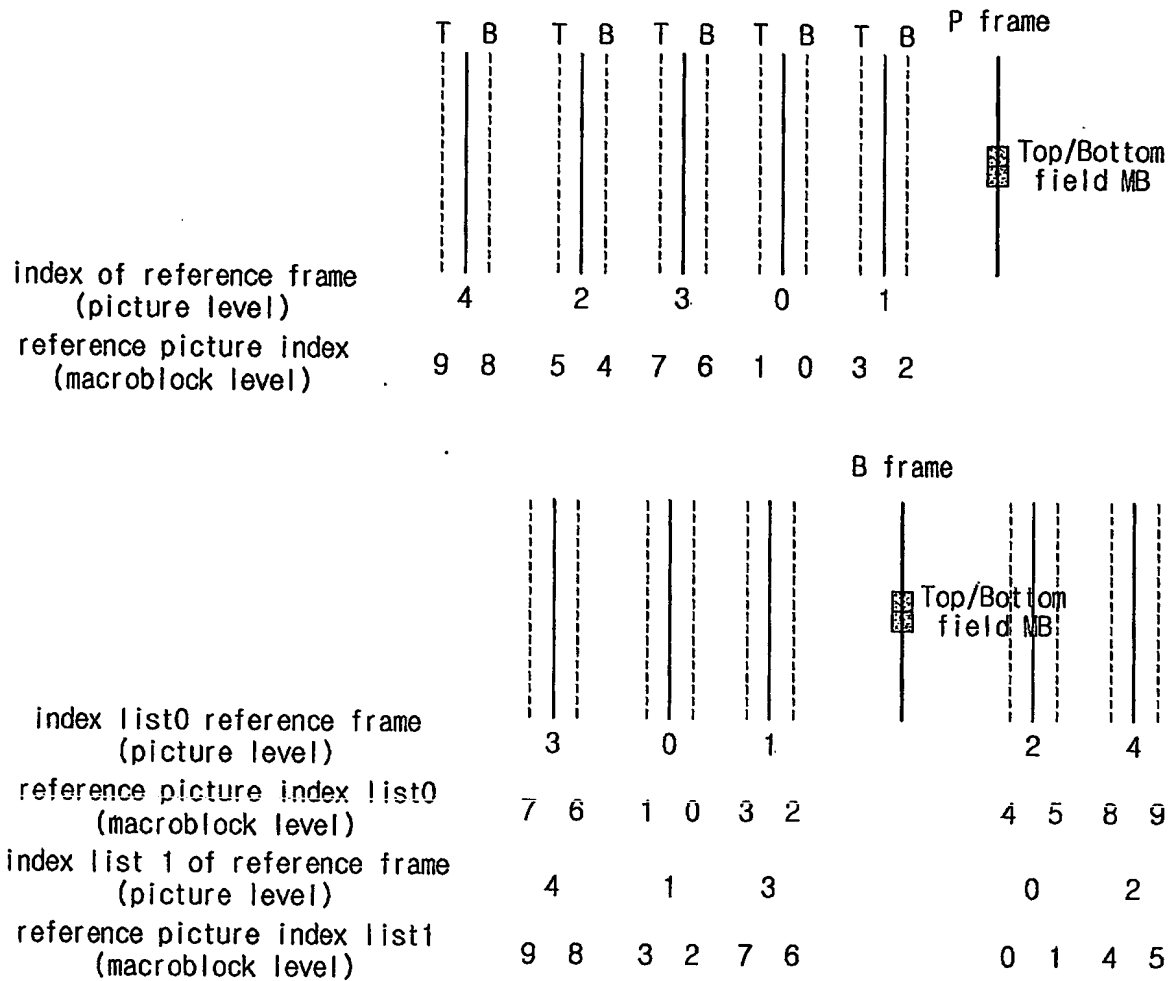 T B T B T B T B T B P frame
Top/Bottom
field MB
index of reference frame
(picture level) 4 2 3 0 1
reference picture index
(macroblock level) 9 8 5 4 7 6 1 0 3 2
B frame
Top/Bottom
field MB
index list0 reference frame
(picture level) 3 0 1 2 4
reference picture index list0
(macroblock level) 7 6 1 0 3 2 4 5 8 9
index list 1 of reference frame
(picture level) 4 1 3 0 2
reference picture index list1
(macroblock level) 9 8 3 2 7 6 0 1 4 5